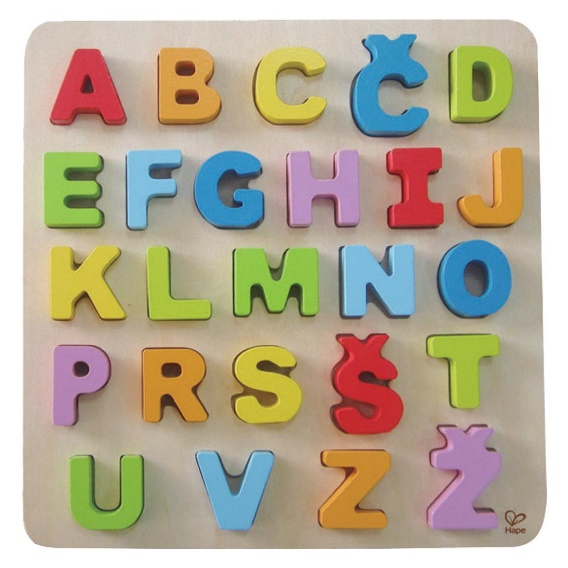 A B C Č D
E F G H I J
K L M N O
P R S Š T
U V Z Ž
Hape